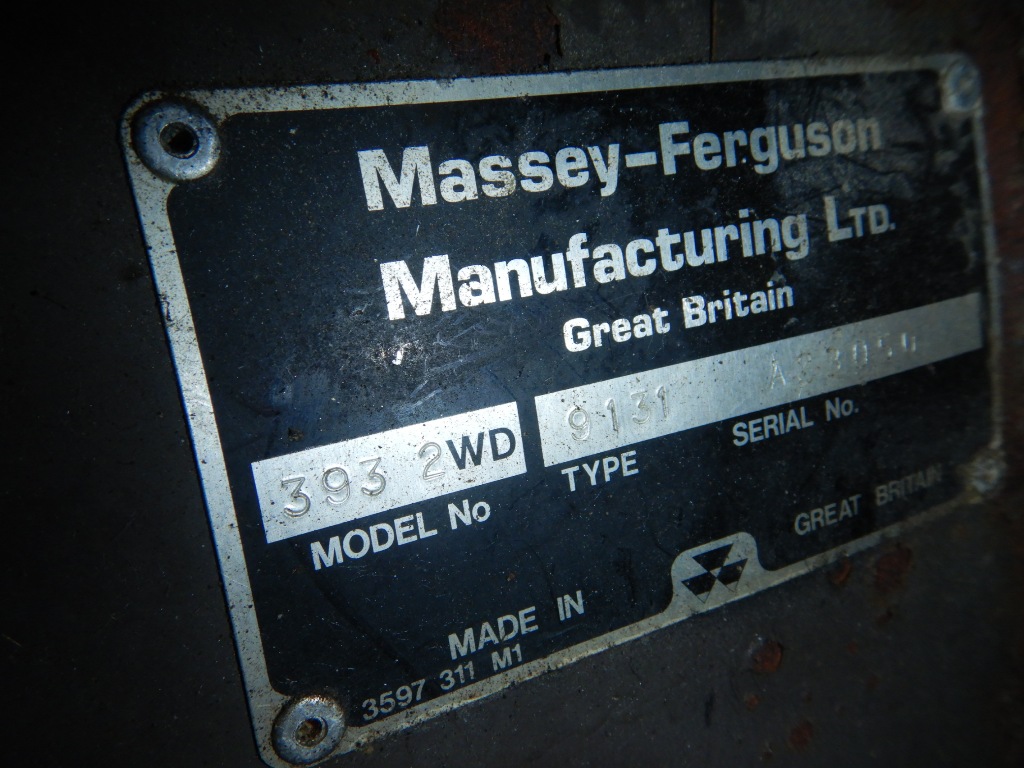 Massey-Ferguson
Manufacturing LTD.
Great Britain
393 2WD 9131
MODEL No TYPE SERIAL No.
MADE IN GREAT BRITAIN
3597 311 M1